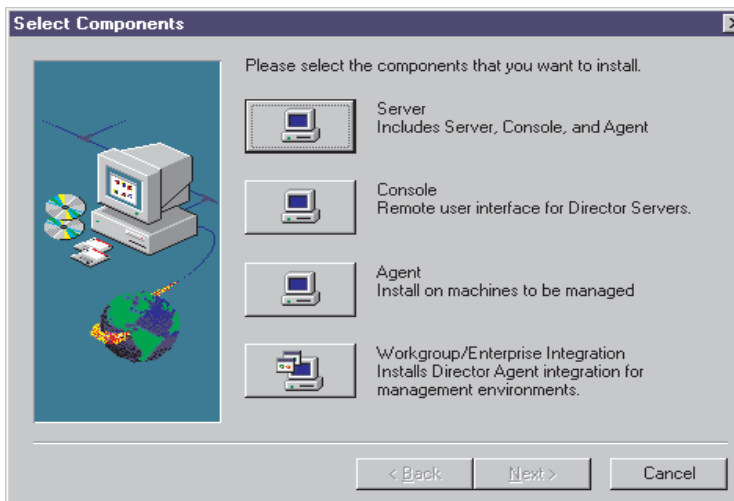 Select Components
Please select the components that you want to install.
Server
Includes Server, Console, and Agent
Console
Remote user interface for Director Servers.
Agent
Install on machines to be managed
Workgroup/Enterprise Integration
Installs Director Agent integration for
management environments.
< Back
Next >
Cancel